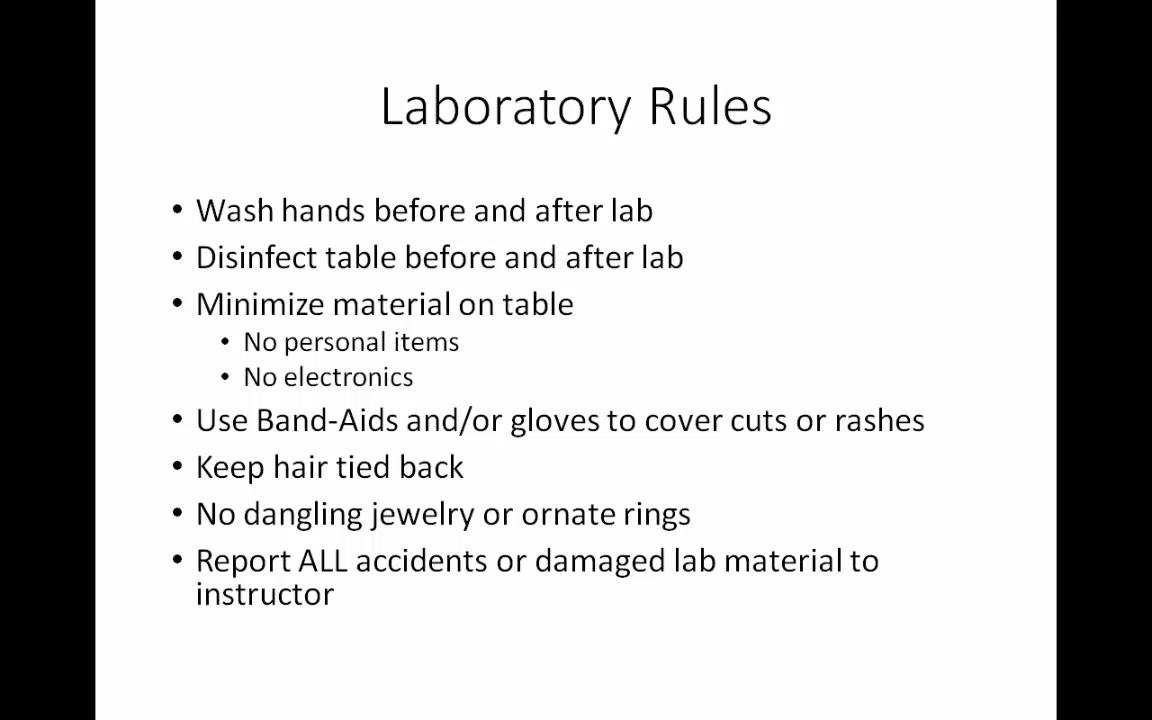 Laboratory Rules
• Wash hands before and after lab
• Disinfect table before and after lab
• Minimize material on table
• No personal items
• No electronics
• Use Band-Aids and/or gloves to cover cuts or rashes
• Keep hair tied back
• No dangling jewelry or ornate rings
• Report ALL accidents or damaged lab material to
instructor